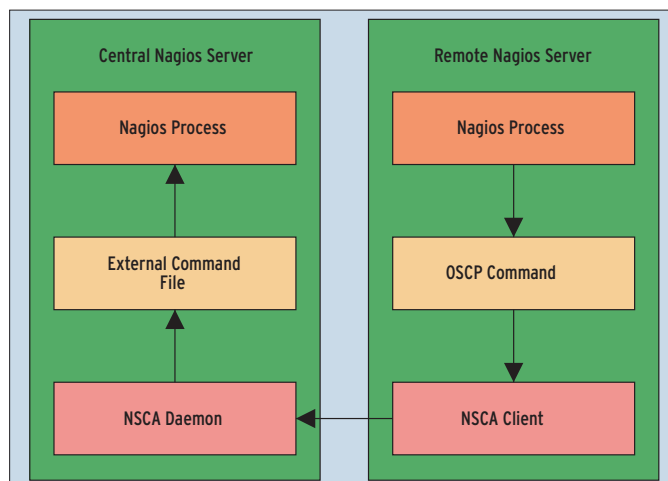 Central Nagios Server
Nagios Process
External Command
File
NSCA Daemon
Remote Nagios Server
Nagios Process
OSCP Command
NSCA Client